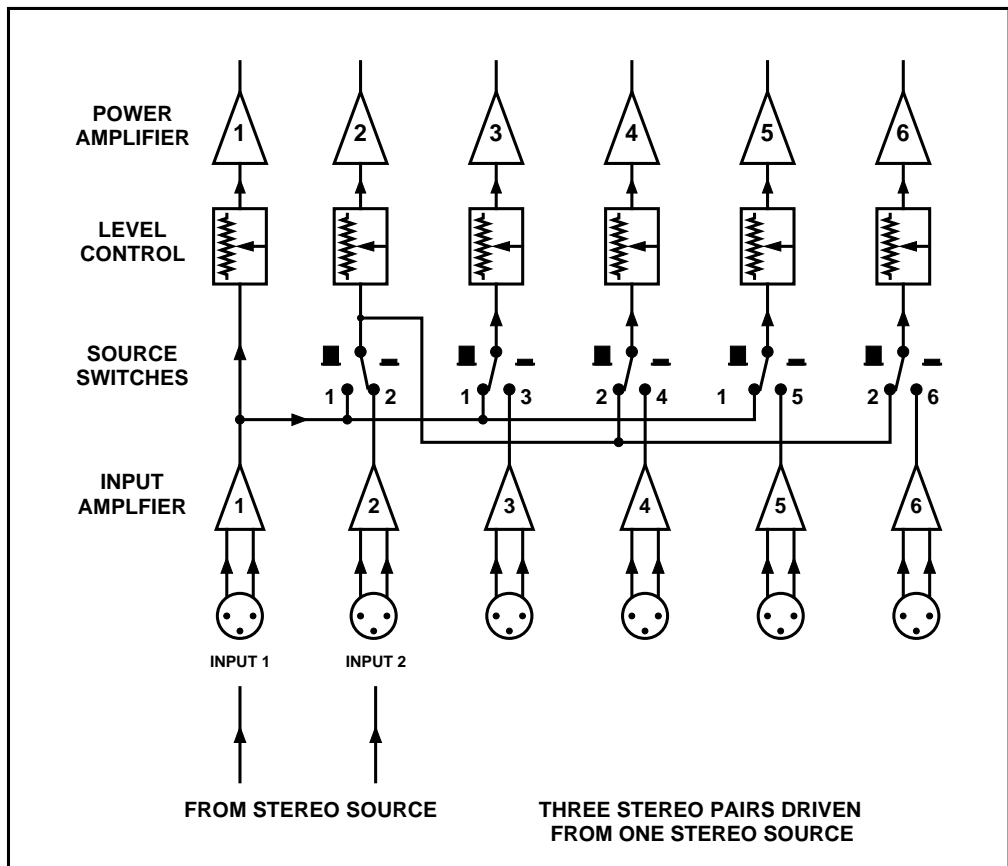 POWER
AMPLIFIER
1 2 3 4 5 6
LEVEL
CONTROL
SOURCE
SWITCHES
1 2 1 3 2 4 1 5 2 6
INPUT
AMPLFIER
1 2 3 4 5 6
INPUT 1 INPUT 2
FROM STEREO SOURCE
THREE STEREO PAIRS DRIVEN
FROM ONE STEREO SOURCE